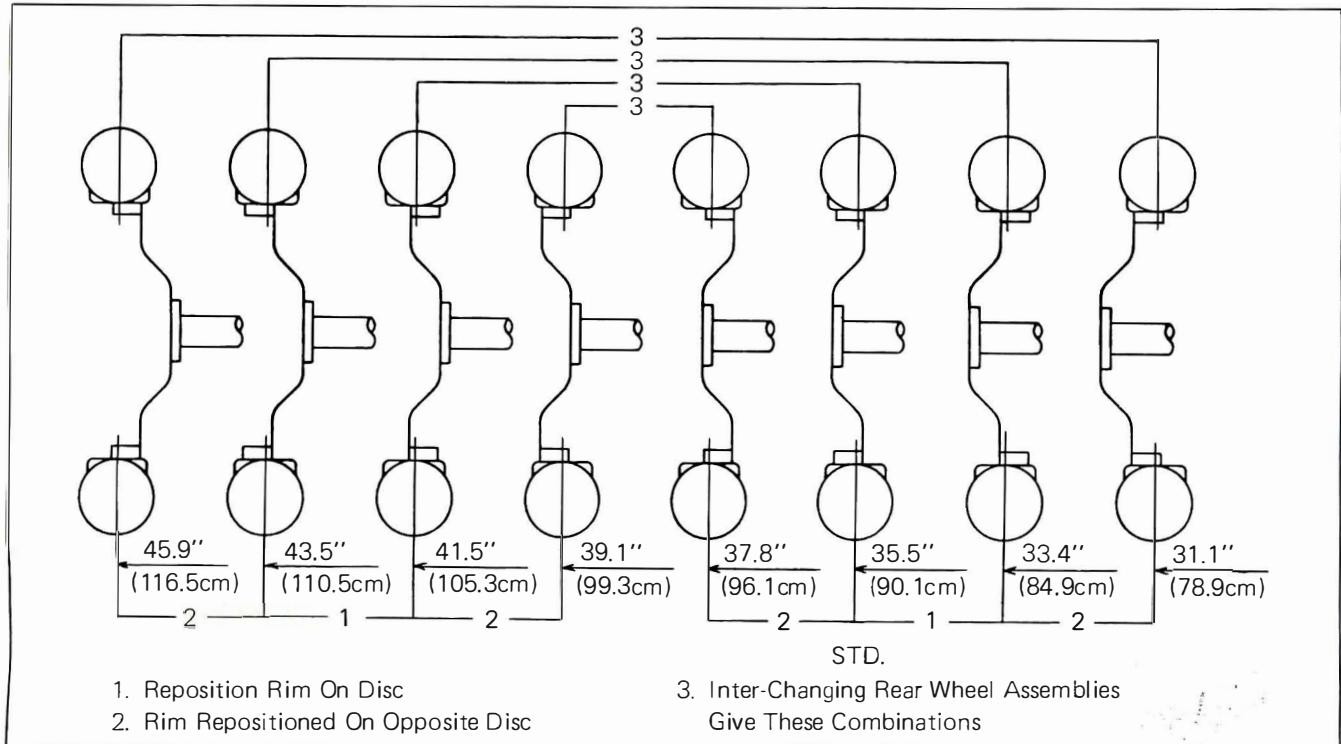 3
3
3
3
45.9'' 43.5'' 41.5'' 39.1'' 37.8'' 35.5'' 33.4'' 31.1''
(116.5cm) (110.5cm) (105.3cm) (99.3cm) (96.1cm) (90.1cm) (84.9cm) (78.9cm)
2 1 2 2 1 2
STD.
1. Reposition Rim On Disc
2. Rim Repositioned On Opposite Disc
3. Inter-Changing Rear Wheel Assemblies
Give These Combinations